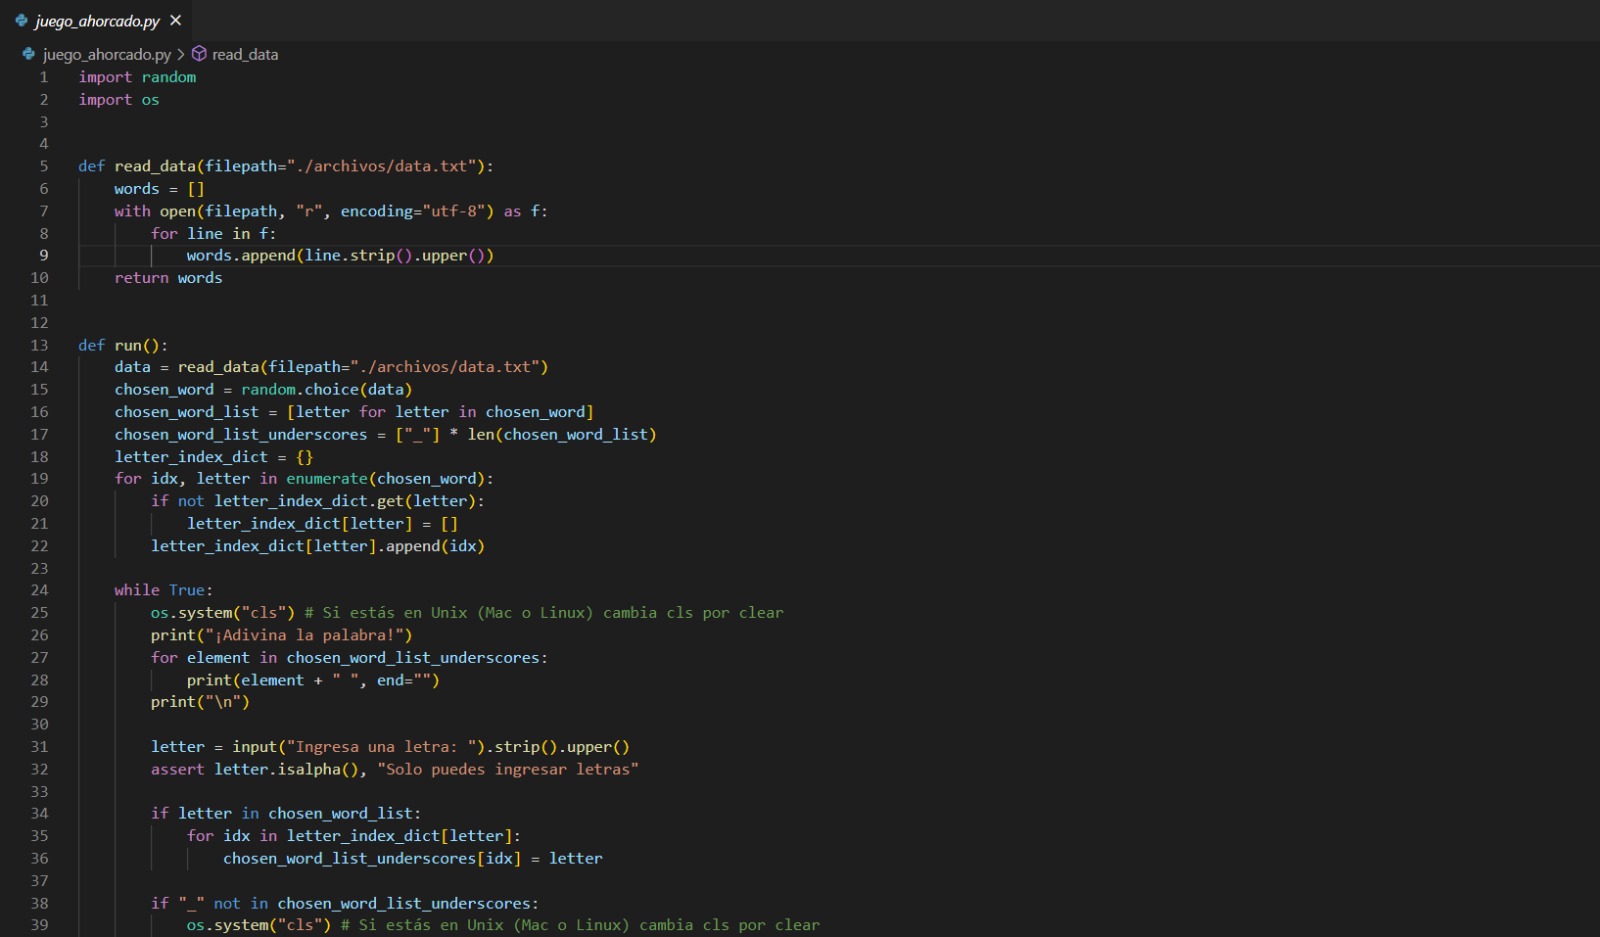 juego_ahorcado.py ×
juego_ahorcado.py > read_data
1 import random
2 import os
3
4
5 def read_data(filepath="./archivos/data.txt"):
6     words = []
7     with open(filepath, "r", encoding="utf-8") as f:
8         for line in f:
9             words.append(line.strip().upper())
10     return words
11
12
13 def run():
14     data = read_data(filepath="./archivos/data.txt")
15     chosen_word = random.choice(data)
16     chosen_word_list = [letter for letter in chosen_word]
17     chosen_word_list_underscores = ["_"] * len(chosen_word_list)
18     letter_index_dict = {}
19     for idx, letter in enumerate(chosen_word):
20         if not letter_index_dict.get(letter):
21             letter_index_dict[letter] = []
22         letter_index_dict[letter].append(idx)
23
24     while True:
25         os.system("cls") # Si estás en Unix (Mac o Linux) cambia cls por clear
26         print("¡Adivina la palabra!")
27         for element in chosen_word_list_underscores:
28             print(element + " ", end="")
29         print("\n")
30
31         letter = input("Ingresa una letra: ").strip().upper()
32         assert letter.isalpha(), "Solo puedes ingresar letras"
33
34         if letter in chosen_word_list:
35             for idx in letter_index_dict[letter]:
36                 chosen_word_list_underscores[idx] = letter
37
38         if "_" not in chosen_word_list_underscores:
39             os.system("cls") # Si estás en Unix (Mac o Linux) cambia cls por clear